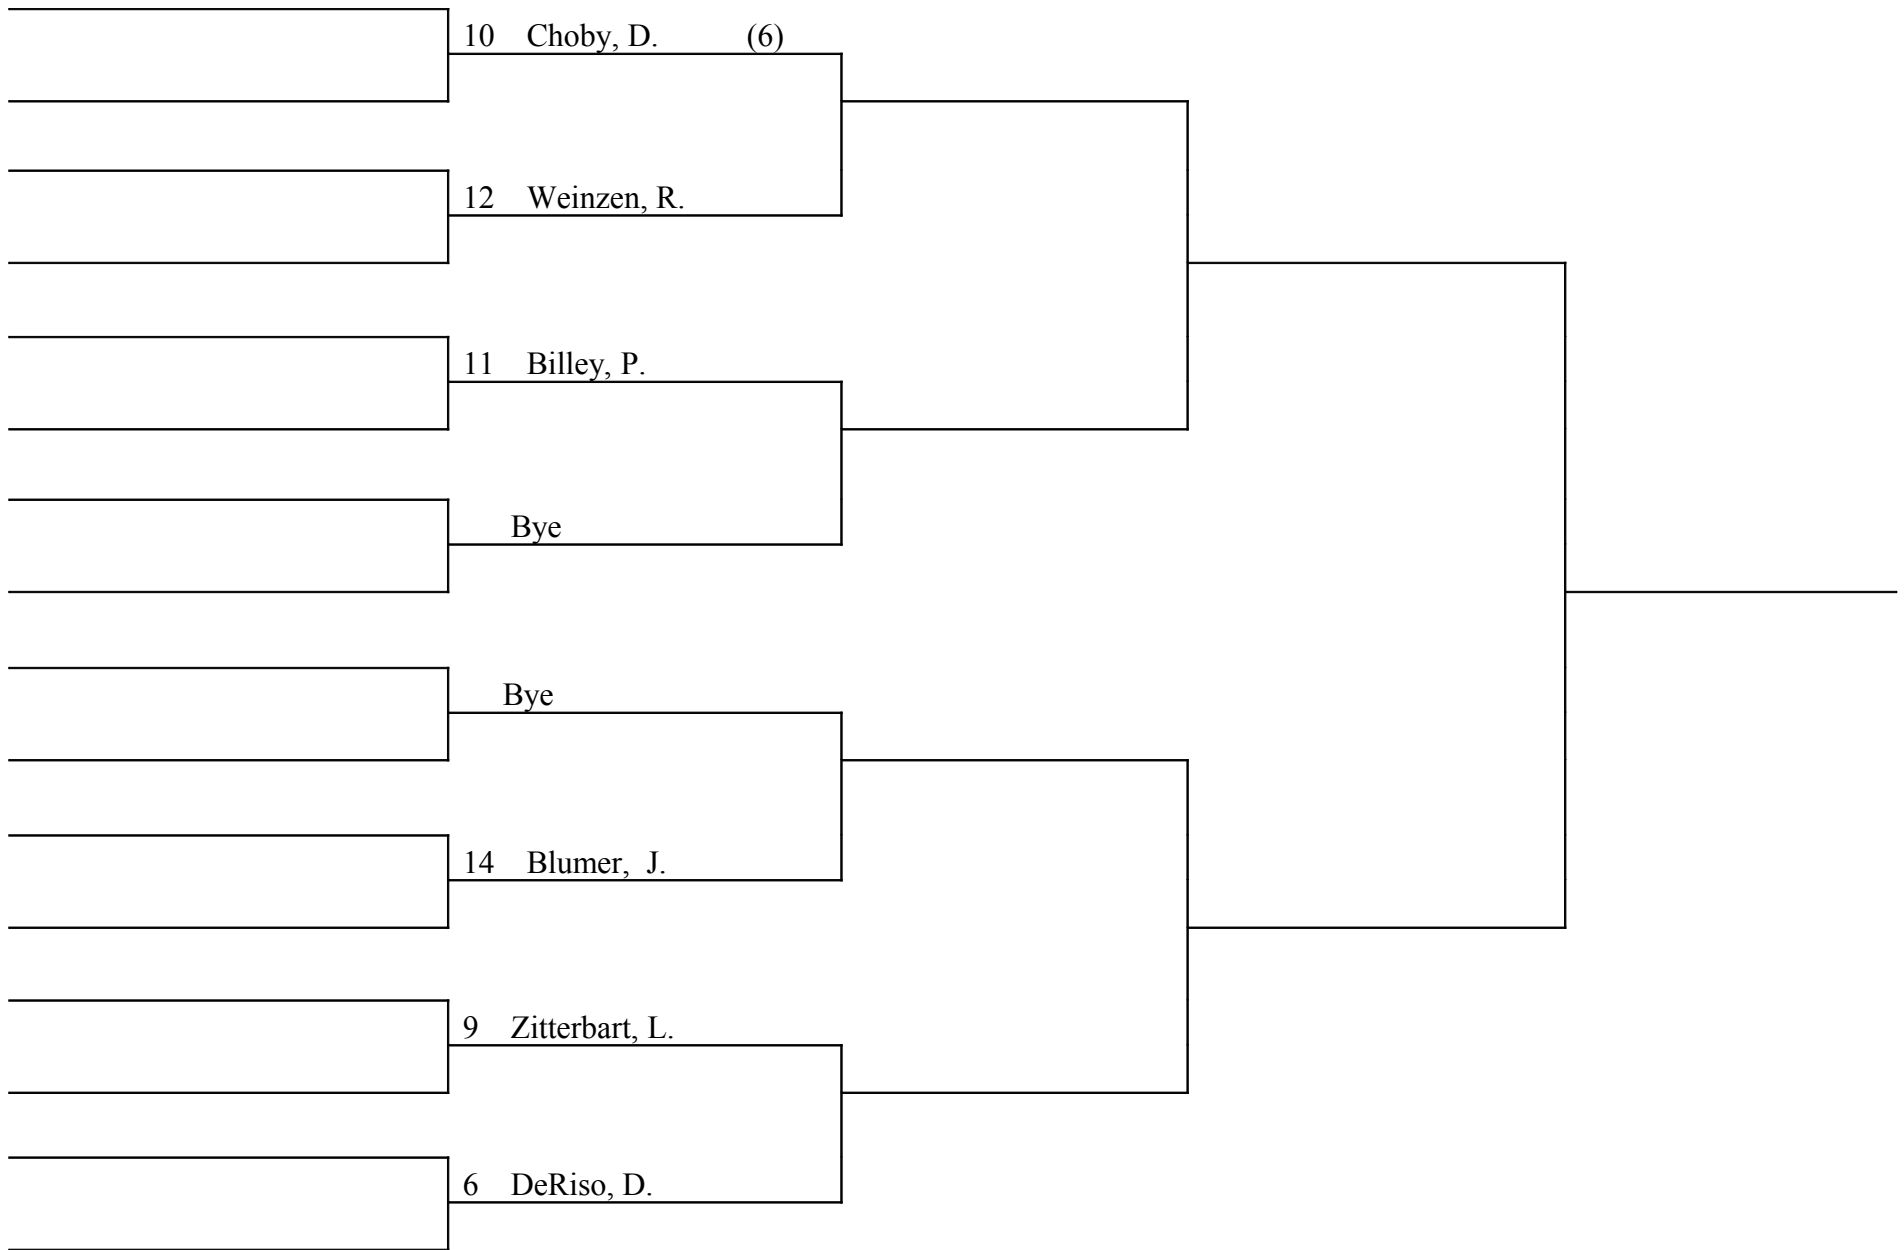 10 Choby, D. (6)
12 Weinzen, R.
11 Billey, P.
Bye
Bye
14 Blumer, J.
9 Zitterbart, L.
6 DeRiso, D.